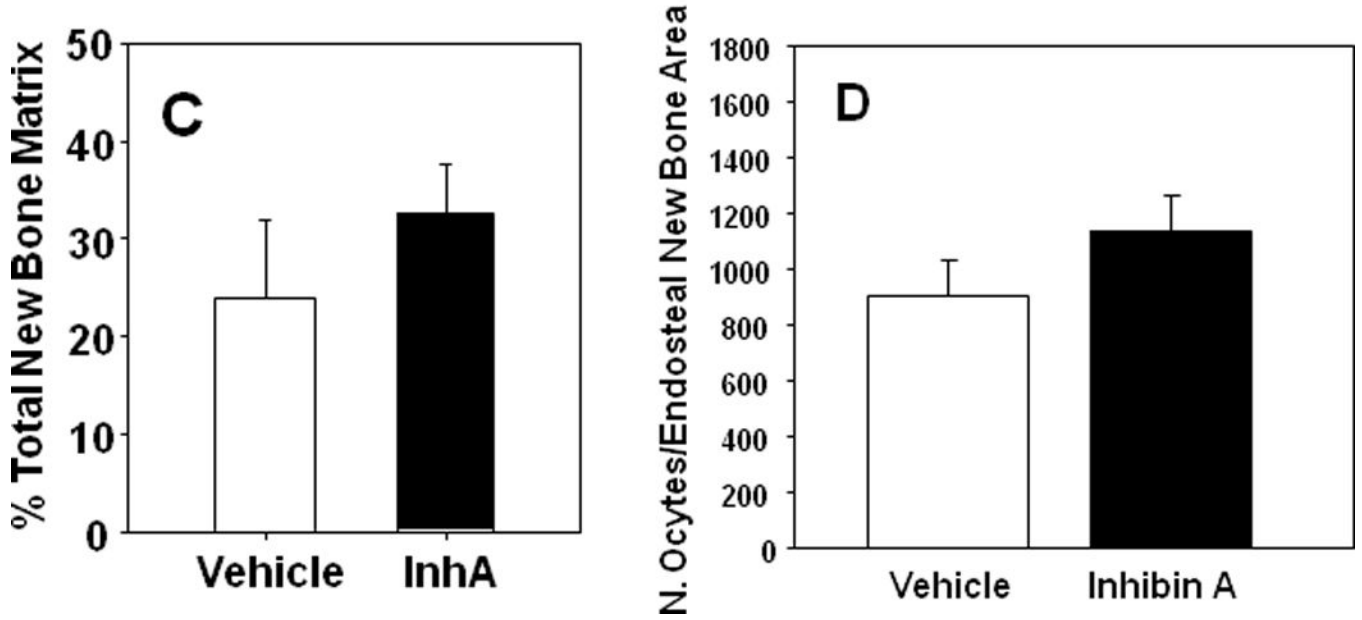 % Total New Bone Matrix
50
40
30
20
10
0
C
Vehicle InhA
N. Ocytes/Endosteal New Bone Area
1800
1600
1400
1200
1000
800
600
400
200
0
D
Vehicle Inhibin A